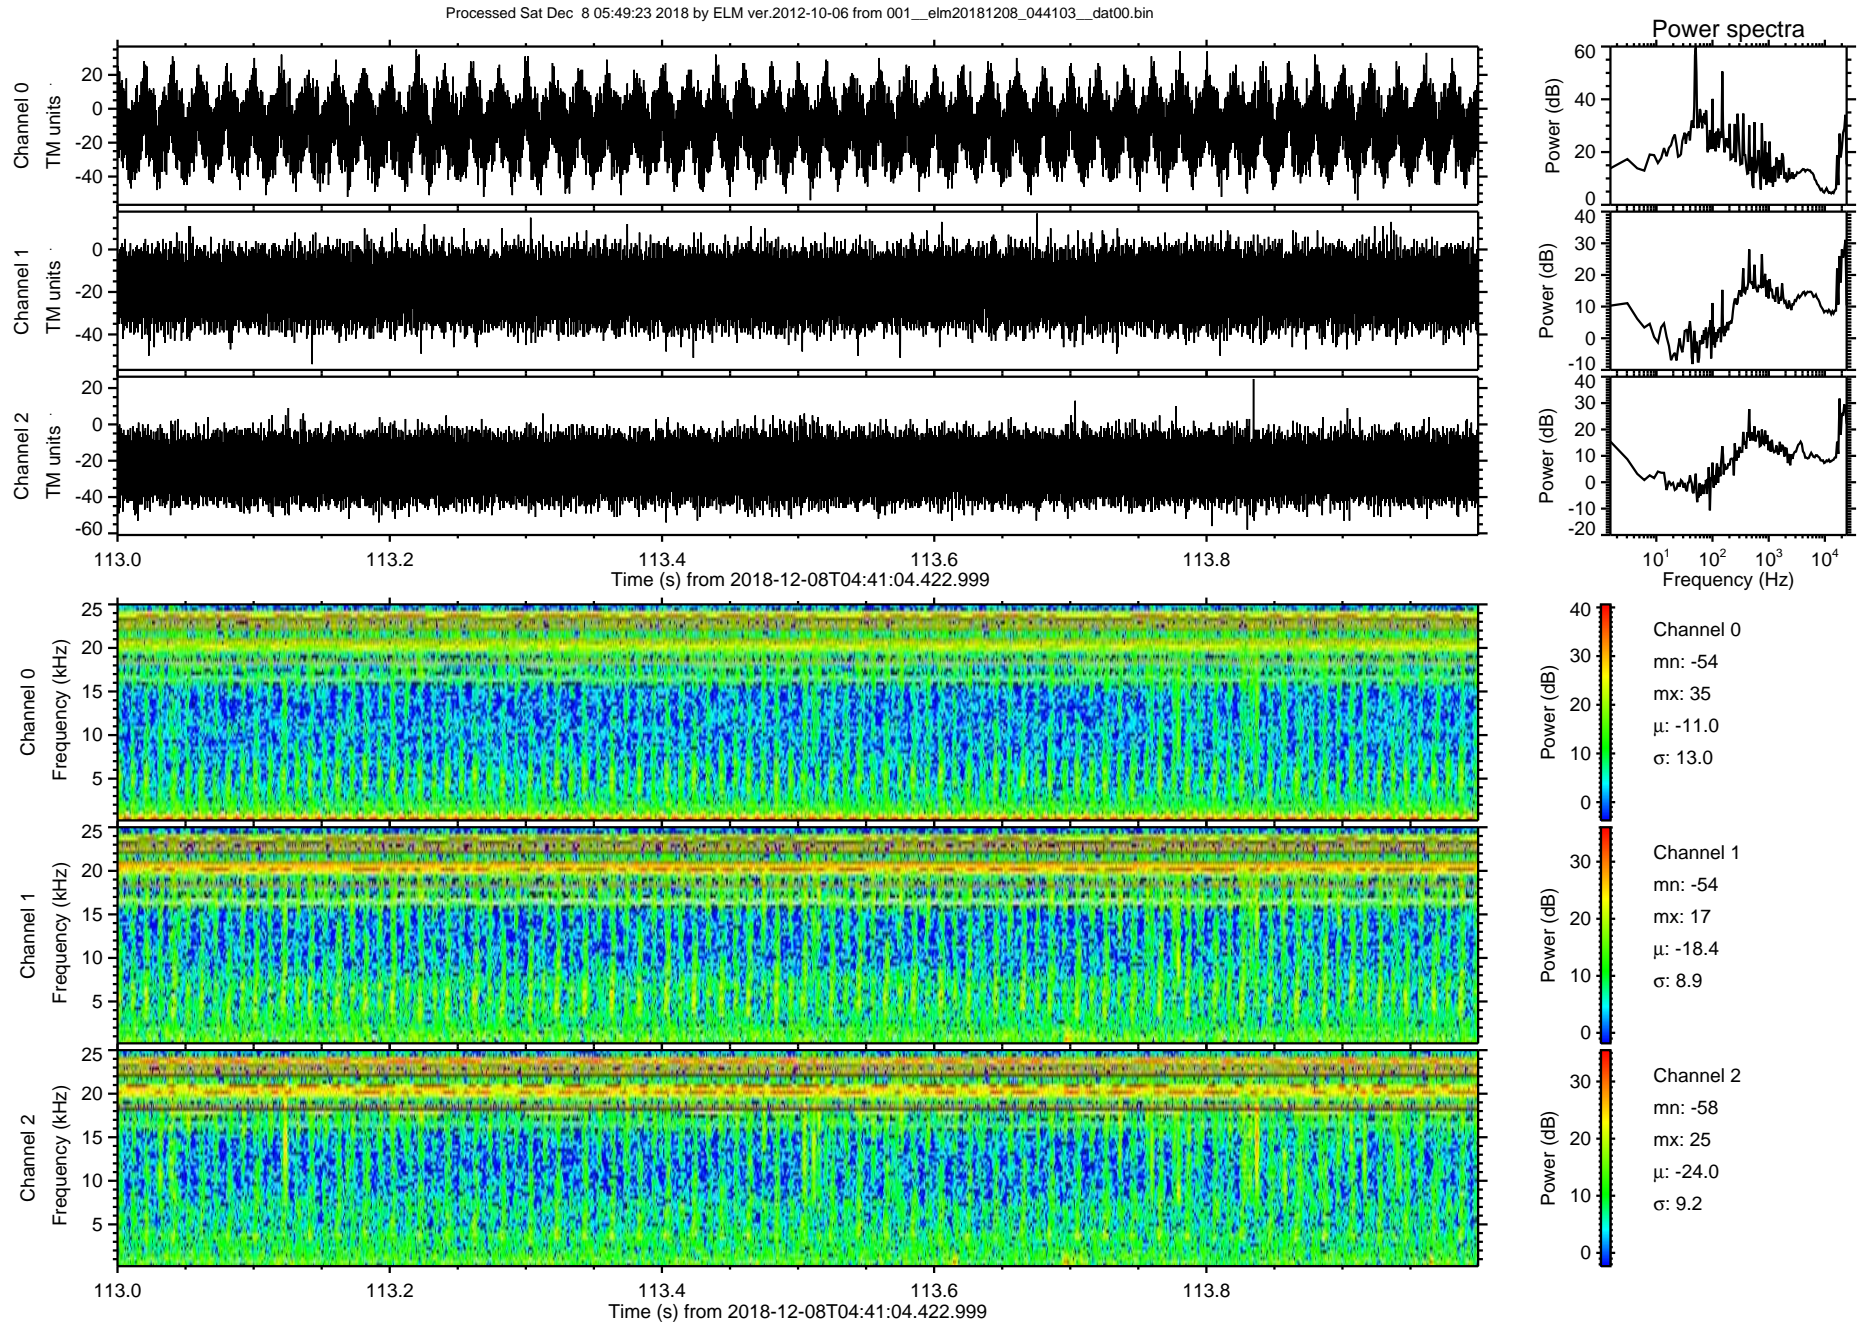 Processed Sat Dec  8 05:49:23 2018 by ELM ver.2012-10-06 from 001__elm20181208_044103__dat00.bin
Power spectra
Channel 0
TM units
20
0
-20
-40
Power (dB)
60
40
20
0
Channel 1
TM units
0
-20
-40
Power (dB)
40
30
20
10
0
-10
Channel 2
TM units
20
0
-20
-40
-60
Power (dB)
40
30
20
10
0
-10
-20
113.0 113.2 113.4 113.6 113.8
Time (s) from 2018-12-08T04:41:04.422.999
10^1 10^2 10^3 10^4
Frequency (Hz)
Channel 0
Frequency (kHz)
25
20
15
10
5
Power (dB)
40
30
20
10
0
Channel 0
mn: -54
mx: 35
μ: -11.0
σ: 13.0
Channel 1
Frequency (kHz)
25
20
15
10
5
Power (dB)
30
20
10
0
Channel 1
mn: -54
mx: 17
μ: -18.4
σ: 8.9
Channel 2
Frequency (kHz)
25
20
15
10
5
Power (dB)
30
20
10
0
Channel 2
mn: -58
mx: 25
μ: -24.0
σ: 9.2
113.0 113.2 113.4 113.6 113.8
Time (s) from 2018-12-08T04:41:04.422.999